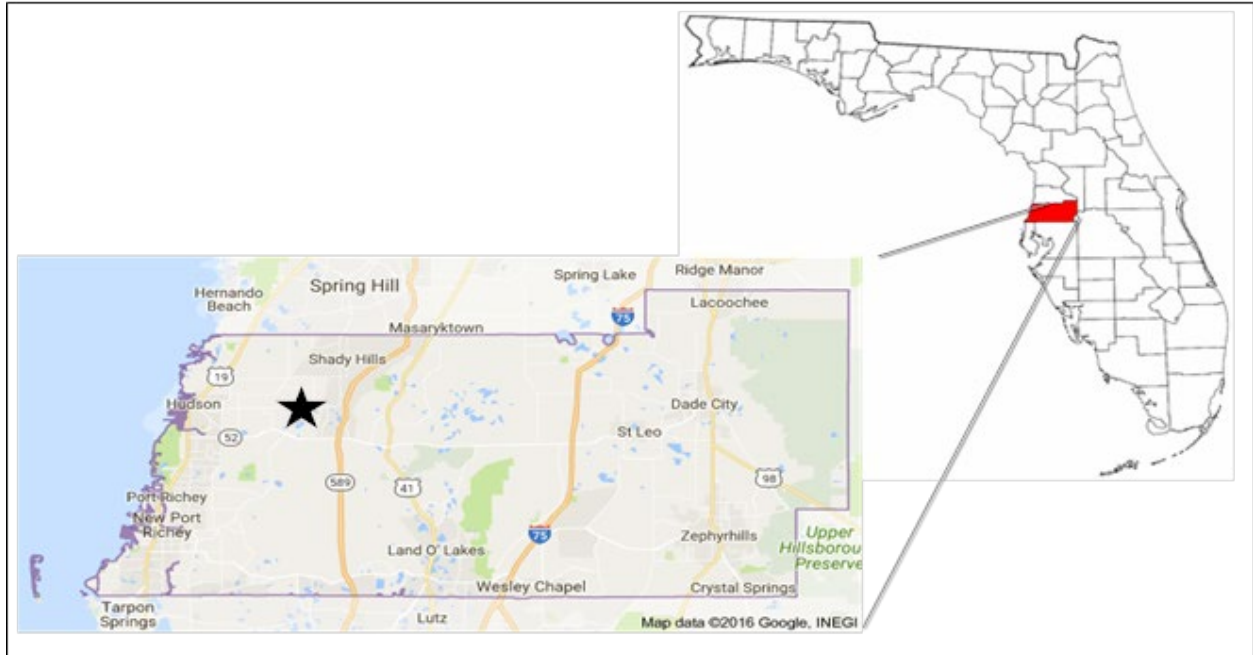 Spring Lake
Ridge Manor
Hernando
Beach
Spring Hill
Lacoochee
75
Masaryktown
Shady Hills
19
Hudson
Dade City
52
St Leo
589
41
98
Port Richey
New Port
Richey
75
Zephyrhills
Upper
Hillsborou
Preserve
Land O' Lakes
Wesley Chapel
Crystal Springs
Tarpon
Springs
Lutz
Map data ©2016 Google, INEGI